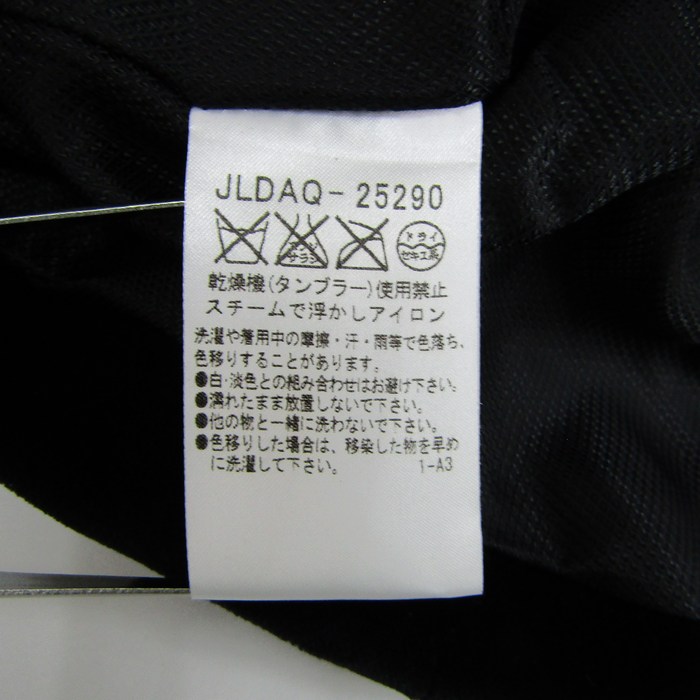 JLDAQ-25290
エンソ サラシ ドライ セキユ系
乾燥機(タンブラー)使用禁止
スチームで浮かしアイロン
洗濯や着用中の摩擦・汗・雨等で色落ち、
色移りすることがあります。
●白・淡色との組み合わせはお避け下さい。
●濡れたまま放置しないで下さい。
●他の物と一緒に洗わないで下さい。
●色移りした場合は、移染した物を早め
に洗濯して下さい。 1-A3